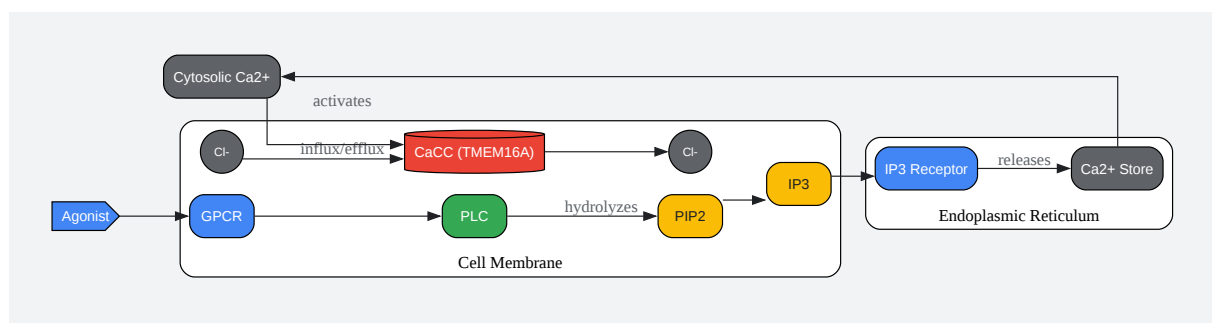 Cytosolic Ca2+
activates
Cl-
influx/efflux
CaCC (TMEM16A)
Cl-
IP3
IP3 Receptor
releases
Ca2+ Store
Agonist
GPCR
PLC
hydrolyzes
PIP2
Endoplasmic Reticulum
Cell Membrane